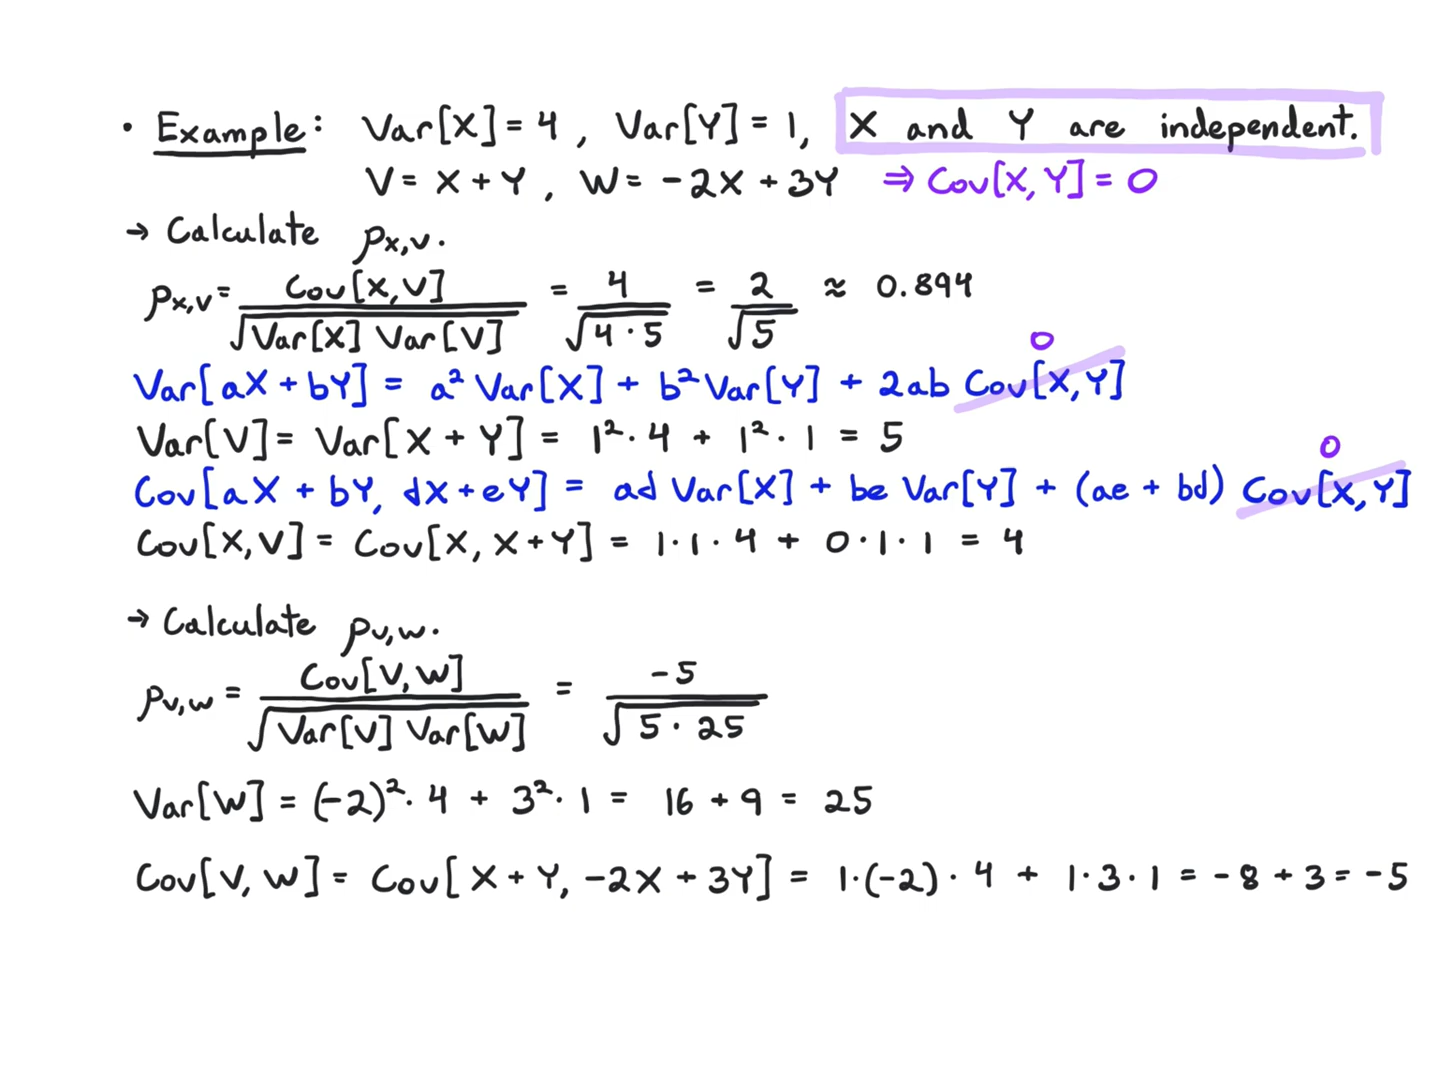 • Example: Var[X] = 4, Var[Y] = 1, X and Y are independent.
V = X + Y, W = -2X + 3Y ⇒ Cov[X,Y] = 0
→ Calculate ρx,v.
ρx,v = Cov[X,V] / √(Var[X] Var[V]) = 4 / √(4·5) = 2 / √5 ≈ 0.894
0
Var[aX + bY] = a² Var[X] + b² Var[Y] + 2ab Cov[X,Y]
Var[V] = Var[X + Y] = 1²·4 + 1²·1 = 5
0
Cov[aX + bY, dX + eY] = ad Var[X] + be Var[Y] + (ae + bd) Cov[X,Y]
Cov[X,V] = Cov[X, X+Y] = 1·1·4 + 0·1·1 = 4
→ Calculate ρv,w.
ρv,w = Cov[V,W] / √(Var[V] Var[W]) = -5 / √(5·25)
Var[W] = (-2)²·4 + 3²·1 = 16 + 9 = 25
Cov[V, W] = Cov[X + Y, -2X + 3Y] = 1·(-2)·4 + 1·3·1 = -8 + 3 = -5